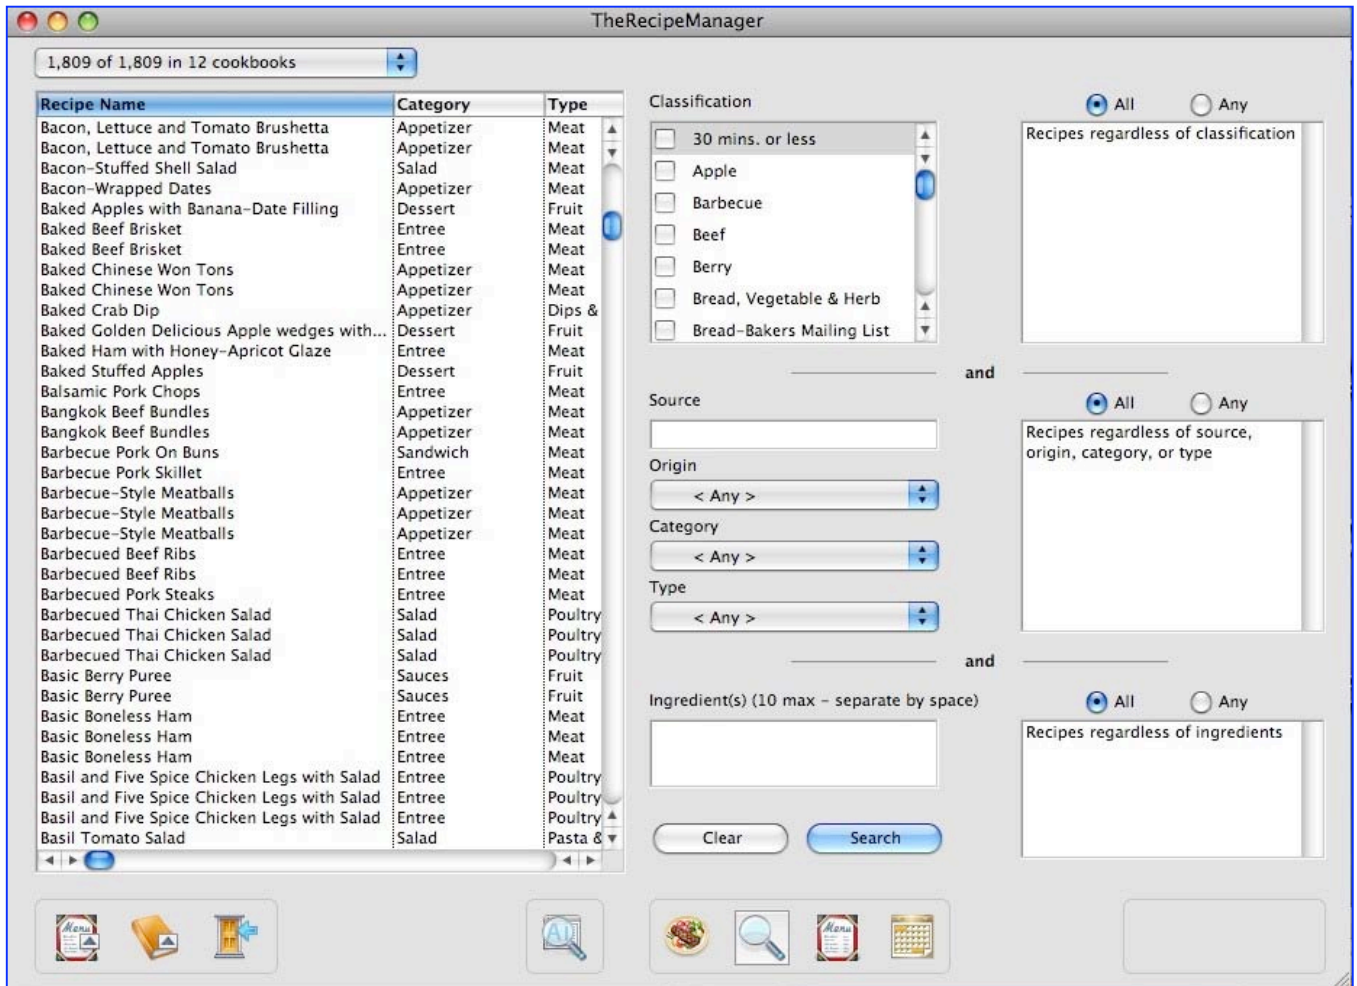 TheRecipeManager
1,809 of 1,809 in 12 cookbooks
Recipe Name Category Type
Bacon, Lettuce and Tomato Brushetta Appetizer Meat
Bacon, Lettuce and Tomato Brushetta Appetizer Meat
Bacon-Stuffed Shell Salad Salad Meat
Bacon-Wrapped Dates Appetizer Meat
Baked Apples with Banana-Date Filling Dessert Fruit
Baked Beef Brisket Entree Meat
Baked Beef Brisket Entree Meat
Baked Chinese Won Tons Appetizer Meat
Baked Chinese Won Tons Appetizer Meat
Baked Crab Dip Appetizer Dips &
Baked Golden Delicious Apple wedges with... Dessert Fruit
Baked Ham with Honey-Apricot Glaze Entree Meat
Baked Stuffed Apples Dessert Fruit
Balsamic Pork Chops Entree Meat
Bangkok Beef Bundles Appetizer Meat
Bangkok Beef Bundles Appetizer Meat
Barbecue Pork On Buns Sandwich Meat
Barbecue Pork Skillet Entree Meat
Barbecue-Style Meatballs Appetizer Meat
Barbecue-Style Meatballs Appetizer Meat
Barbecue-Style Meatballs Appetizer Meat
Barbecued Beef Ribs Entree Meat
Barbecued Beef Ribs Entree Meat
Barbecued Pork Steaks Entree Meat
Barbecued Thai Chicken Salad Salad Poultry
Barbecued Thai Chicken Salad Salad Poultry
Barbecued Thai Chicken Salad Salad Poultry
Basic Berry Puree Sauces Fruit
Basic Berry Puree Sauces Fruit
Basic Boneless Ham Entree Meat
Basic Boneless Ham Entree Meat
Basic Boneless Ham Entree Meat
Basil and Five Spice Chicken Legs with Salad Entree Poultry
Basil and Five Spice Chicken Legs with Salad Entree Poultry
Basil and Five Spice Chicken Legs with Salad Entree Poultry
Basil Tomato Salad Salad Pasta &
Classification
30 mins. or less
Apple
Barbecue
Beef
Berry
Bread, Vegetable & Herb
Bread-Bakers Mailing List
All Any
Recipes regardless of classification
and
Source
Origin
< Any >
Category
< Any >
Type
< Any >
All Any
Recipes regardless of source,
origin, category, or type
and
Ingredient(s) (10 max - separate by space)
All Any
Recipes regardless of ingredients
Clear Search
Menu
AI
Menu